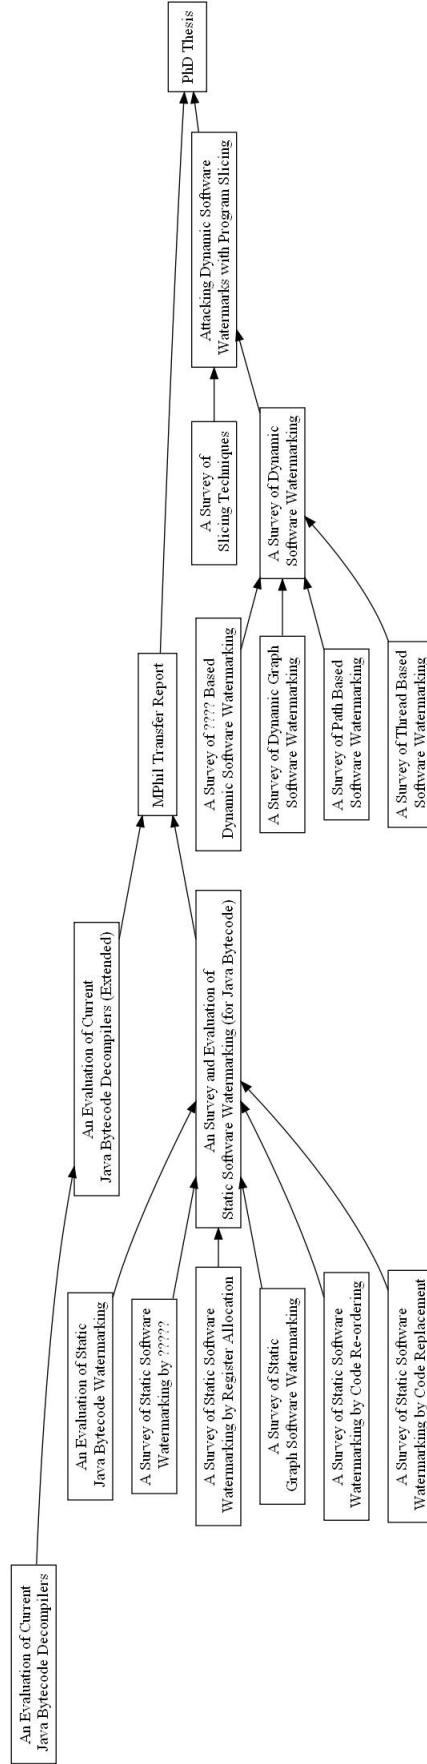 An Evaluation of Current
Java Bytecode Decompilers
An Evaluation of Current
Java Bytecode Decompilers (Extended)
An Evaluation of Static
Java Bytecode Watermarking
A Survey of Static Software
Watermarking by ?????
A Survey of Static Software
Watermarking by Register Allocation
A Survey of Static
Graph Software Watermarking
A Survey of Static Software
Watermarking by Code Re-ordering
A Survey of Static Software
Watermarking by Code Replacement
An Survey and Evaluation of
Static Software Watermarking (for Java Bytecode)
MPhil Transfer Report
A Survey of ???? Based
Dynamic Software Watermarking
A Survey of Dynamic Graph
Software Watermarking
A Survey of Path Based
Software Watermarking
A Survey of Thread Based
Software Watermarking
A Survey of
Slicing Techniques
A Survey of Dynamic
Software Watermarking
Attacking Dynamic Software
Watermarks with Program Slicing
PhD Thesis